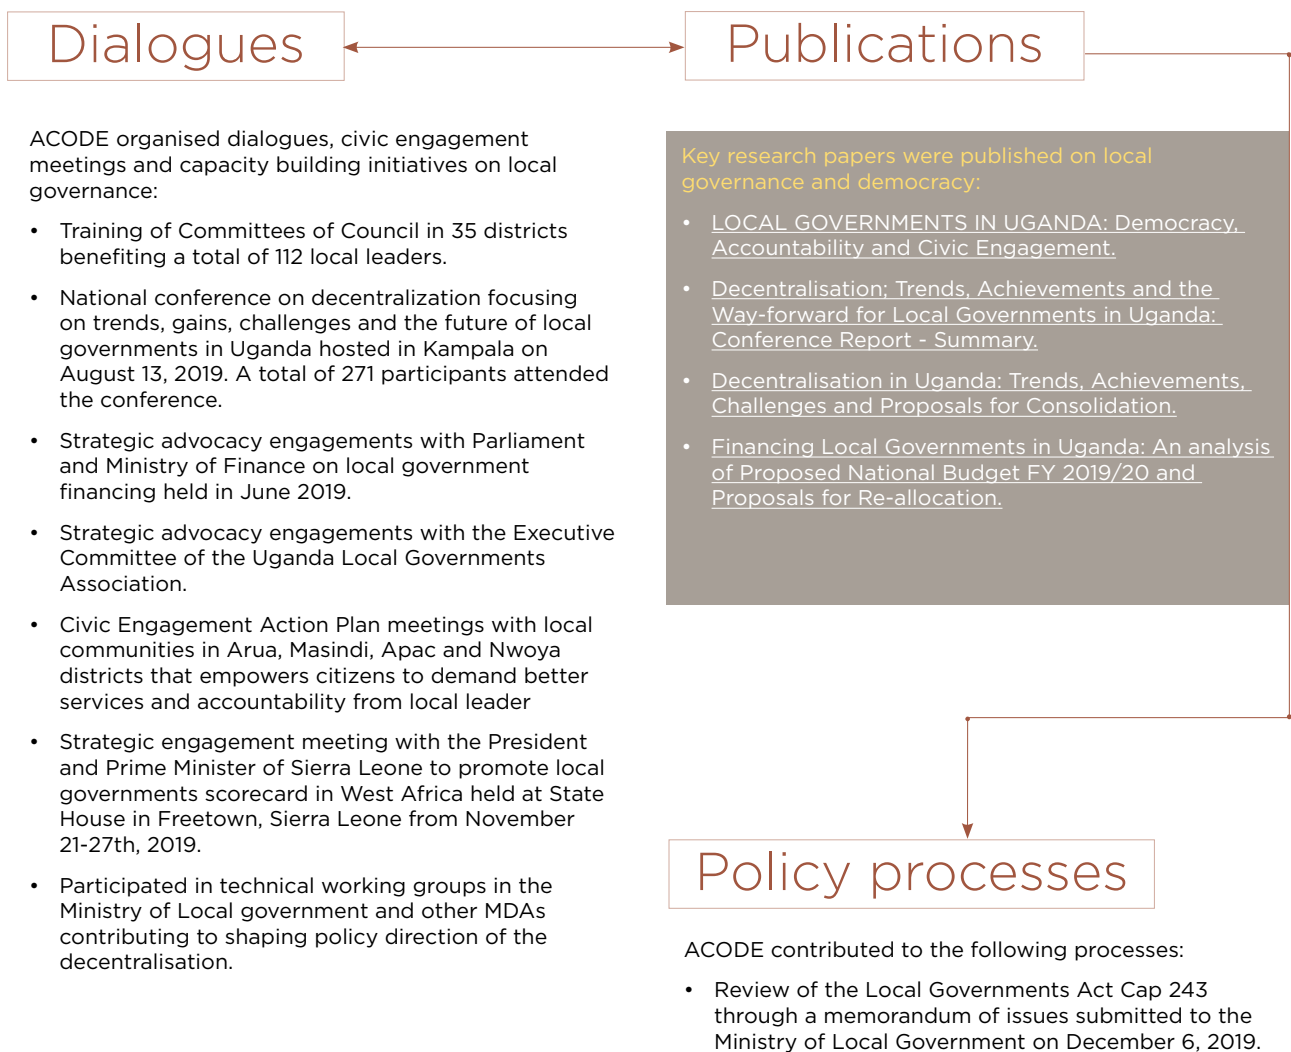 Dialogues
ACODE organised dialogues, civic engagement
meetings and capacity building initiatives on local
governance:
• Training of Committees of Council in 35 districts
benefiting a total of 112 local leaders.
• National conference on decentralization focusing
on trends, gains, challenges and the future of local
governments in Uganda hosted in Kampala on
August 13, 2019. A total of 271 participants attended
the conference.
• Strategic advocacy engagements with Parliament
and Ministry of Finance on local government
financing held in June 2019.
• Strategic advocacy engagements with the Executive
Committee of the Uganda Local Governments
Association.
• Civic Engagement Action Plan meetings with local
communities in Arua, Masindi, Apac and Nwoya
districts that empowers citizens to demand better
services and accountability from local leader
• Strategic engagement meeting with the President
and Prime Minister of Sierra Leone to promote local
governments scorecard in West Africa held at State
House in Freetown, Sierra Leone from November
21-27th, 2019.
• Participated in technical working groups in the
Ministry of Local government and other MDAs
contributing to shaping policy direction of the
decentralisation.
Publications
Key research papers were published on local
governance and democracy:
• LOCAL GOVERNMENTS IN UGANDA: Democracy,
Accountability and Civic Engagement.
• Decentralisation; Trends, Achievements and the
Way-forward for Local Governments in Uganda:
Conference Report - Summary.
• Decentralisation in Uganda: Trends, Achievements,
Challenges and Proposals for Consolidation.
• Financing Local Governments in Uganda: An analysis
of Proposed National Budget FY 2019/20 and
Proposals for Re-allocation.
Policy processes
ACODE contributed to the following processes:
• Review of the Local Governments Act Cap 243
through a memorandum of issues submitted to the
Ministry of Local Government on December 6, 2019.